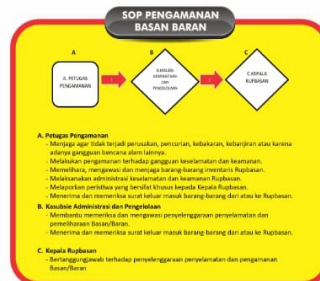 SOP PENGAMANAN
BASAN BARAN
A
B
C
A. PETUGAS
PENGAMANAN
B.KASUBSI
ADMINISTRASI
DAN
PENGELOLAAN
C.KEPALA
RUPBASAN
A. Petugas Pengamanan
- Menjaga agar tidak terjadi perusakan, pencurian, kebakaran, kebanjiran atau karena
adanya gangguan bencana alam lainnya.
- Melakukan pengamanan terhadap gangguan keselamatan dan keamanan.
- Memelihara, mengawasi dan menjaga barang-barang inventaris Rupbasan.
- Melaksanakan administrasi keselamatan dan keamanan Rupbasan.
- Melaporkan peristiwa yang bersifat khusus kepada Kepala Rupbasan.
- Menerima dan memeriksa surat keluar masuk barang-barang dari atau ke Rupbasan.
B. Kasubsie Administrasi dan Pengelolaan
- Membantu memeriksa dan mengawasi penyelenggaraan penyelamatan dan
pemeliharaan Basan/Baran.
- Menerima dan memeriksa surat keluar masuk barang-barang dari atau ke Rupbasan.
C. Kepala Rupbasan
- Bertanggungjawab terhadap penyelenggaraan penyelamatan dan pengamanan
Basan/Baran